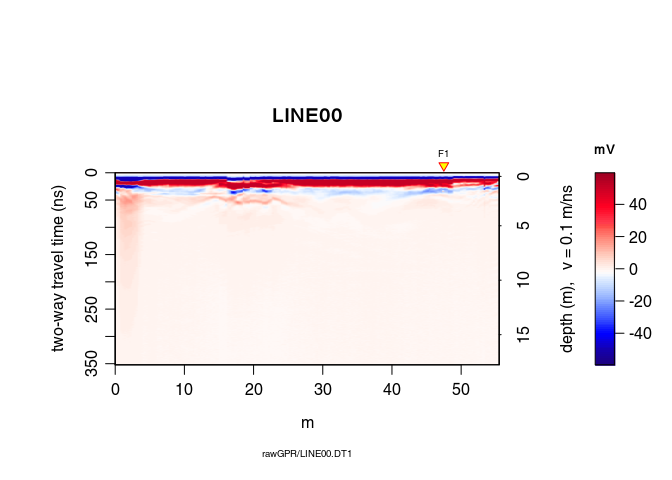 LINE00
F1
mV
0
50
150
250
350
two-way travel time (ns)
0
5
10
15
depth (m),   v = 0.1 m/ns
40
20
0
-20
-40
0 10 20 30 40 50
m
rawGPR/LINE00.DT1